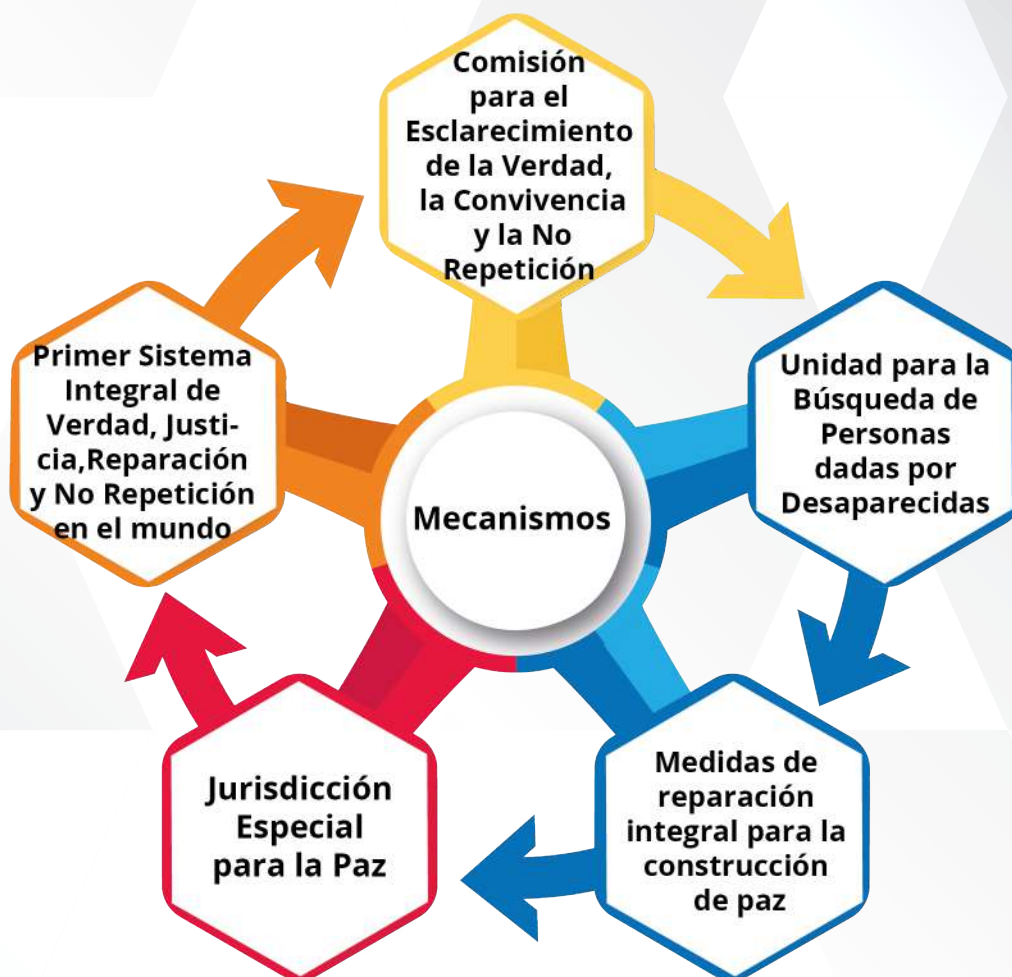 Comisión
para el
Esclarecimiento
de la Verdad,
la Convivencia
y la No
Repetición
Unidad para la
Búsqueda de
Personas
dadas por
Desaparecidas
Medidas de
reparación
integral para la
construcción
de paz
Jurisdicción
Especial
para la Paz
Primer Sistema
Integral de
Verdad, Justi-
cia,Reparación
y No Repetición
en el mundo
Mecanismos